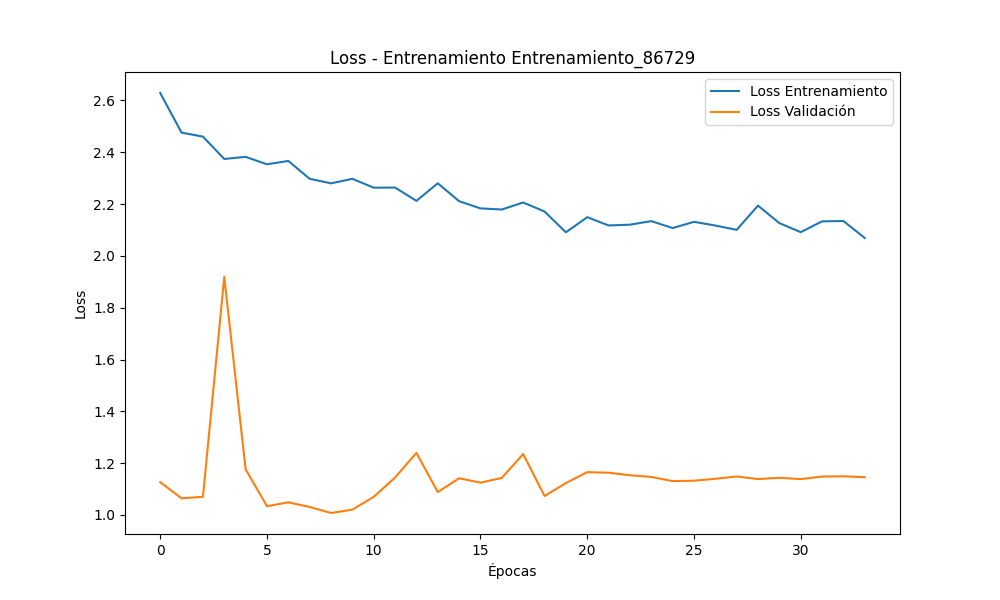 Loss - Entrenamiento Entrenamiento_86729
Loss Entrenamiento
Loss Validación
2.6
2.4
2.2
2.0
1.8
1.6
1.4
1.2
1.0
Loss
0 5 10 15 20 25 30
Épocas